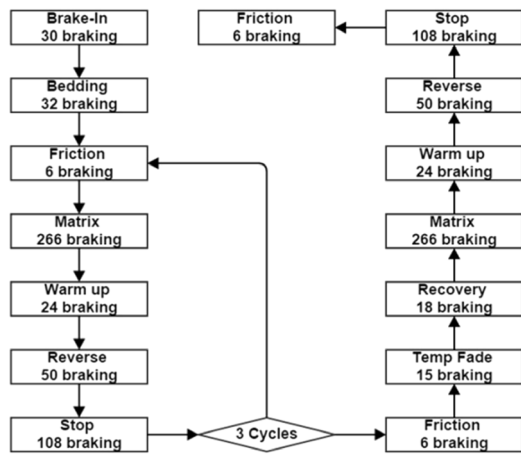 Brake-In
30 braking
Bedding
32 braking
Friction
6 braking
Matrix
266 braking
Warm up
24 braking
Reverse
50 braking
Stop
108 braking
3 Cycles
Friction
6 braking
Temp Fade
15 braking
Recovery
18 braking
Matrix
266 braking
Warm up
24 braking
Reverse
50 braking
Stop
108 braking
Friction
6 braking